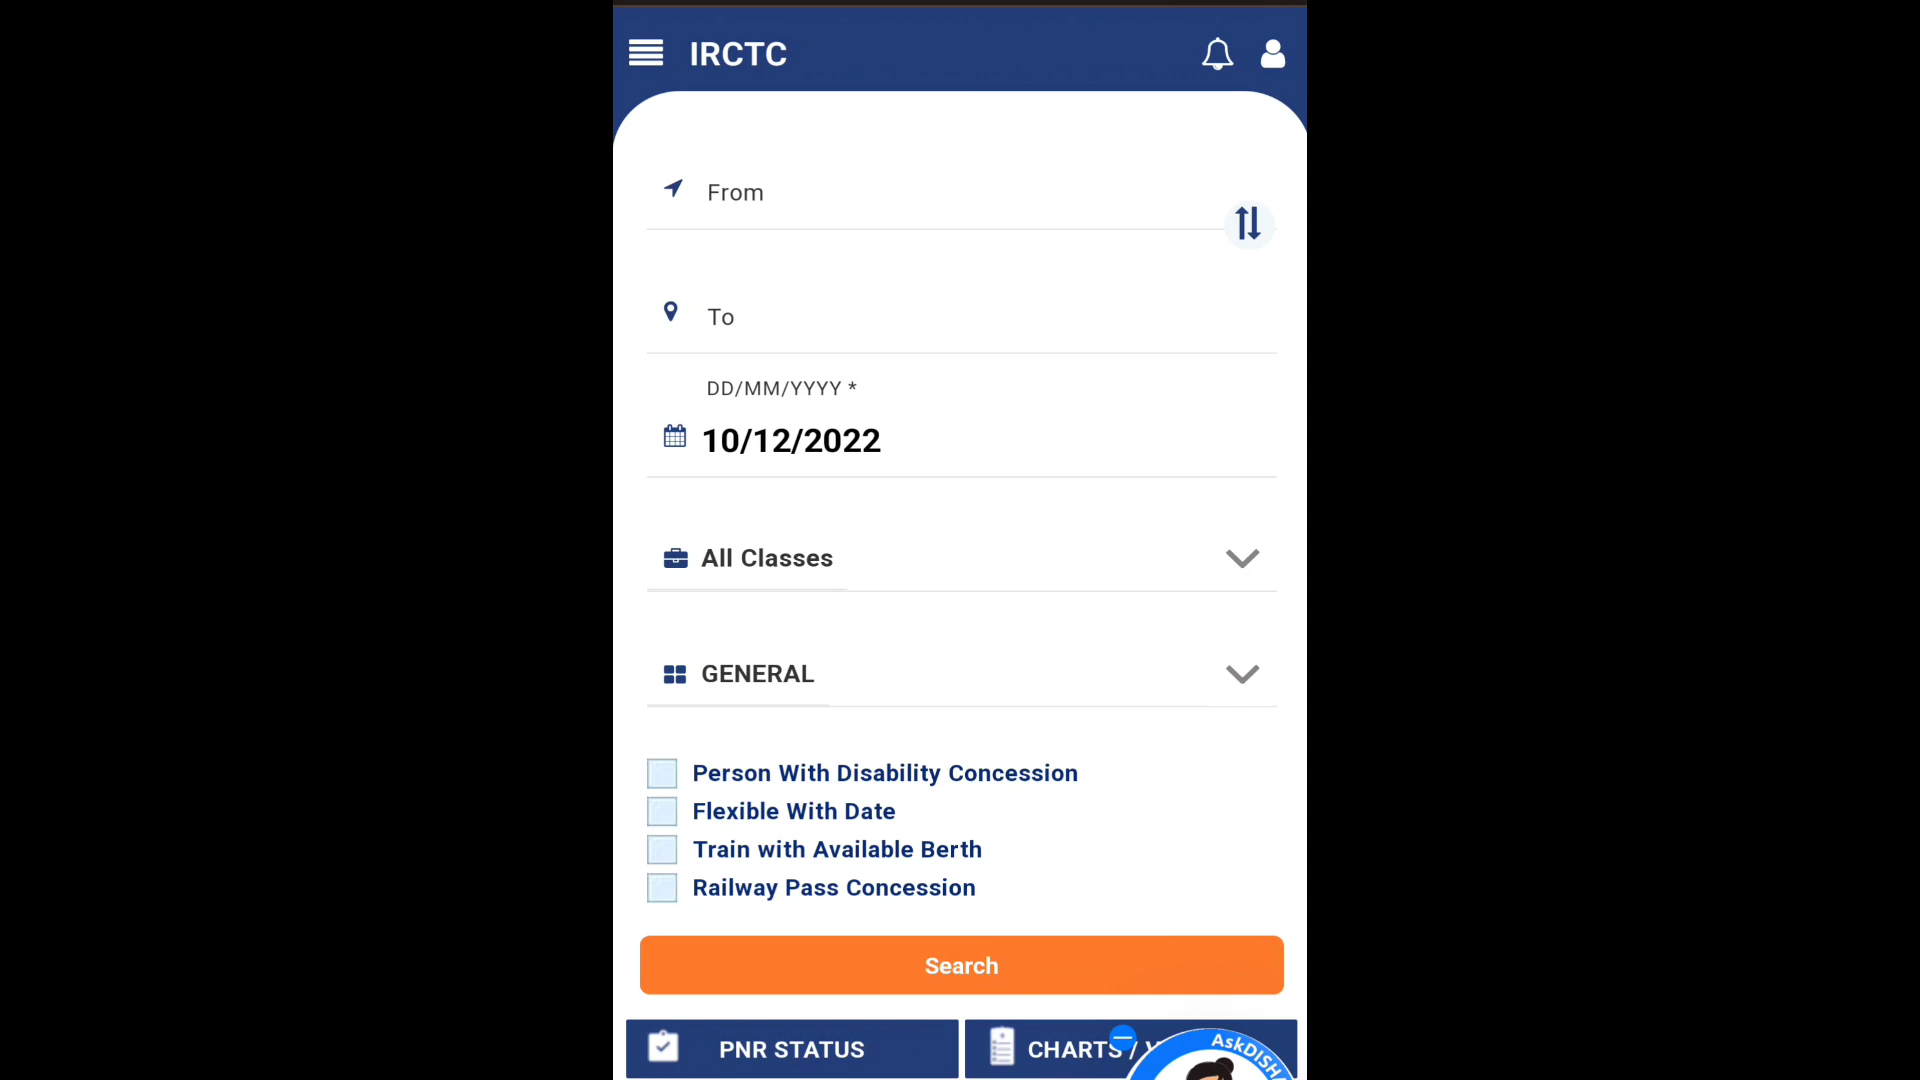 IRCTC
From
To
DD/MM/YYYY *
10/12/2022
All Classes
GENERAL
Person With Disability Concession
Flexible With Date
Train with Available Berth
Railway Pass Concession
Search
PNR STATUS
CHARTS /
AskDISHA